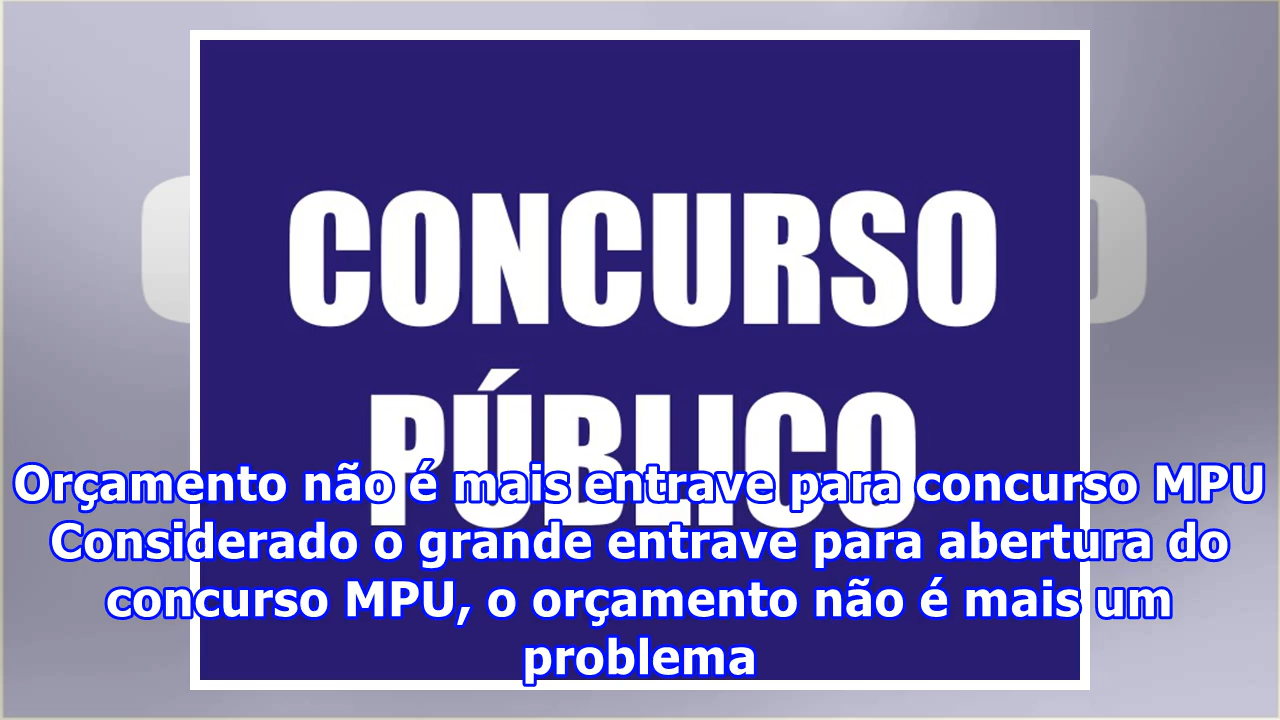 CONCURSO
PÚBLICO
Orçamento não é mais entrave para concurso MPU
Considerado o grande entrave para abertura do
concurso MPU, o orçamento não é mais um
problema